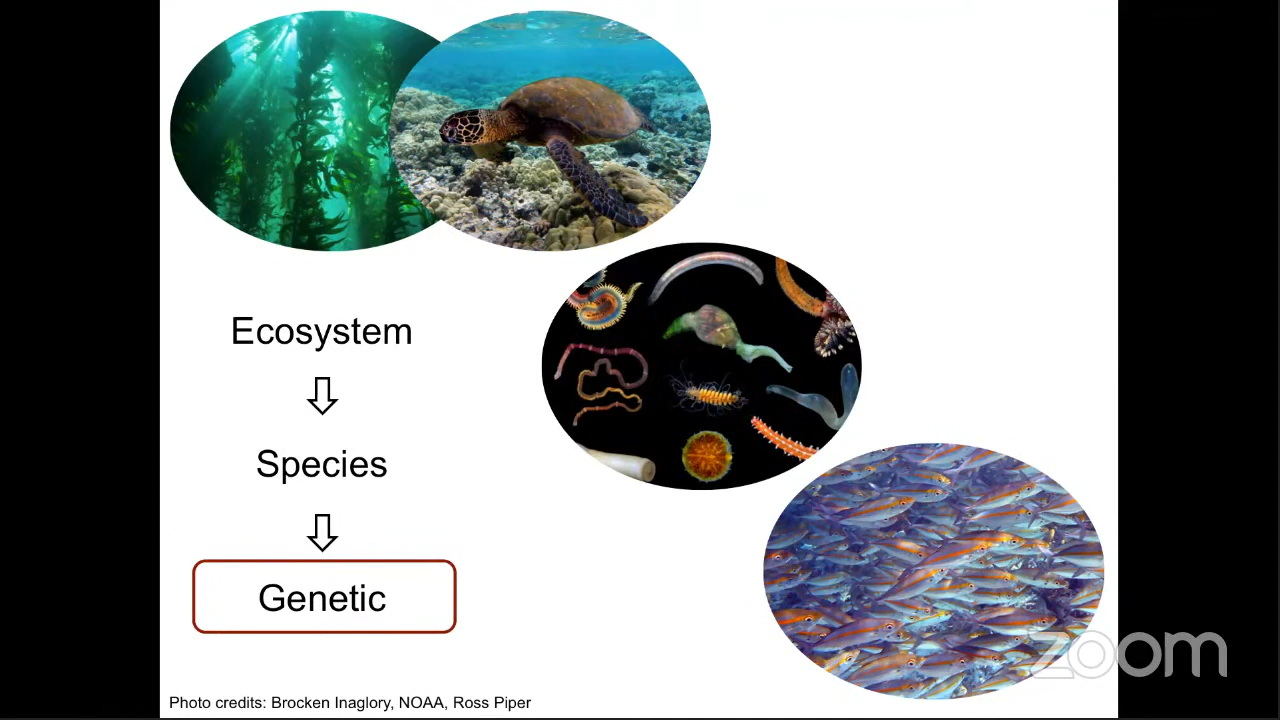 Ecosystem
Species
Genetic
Photo credits: Brocken Inaglory, NOAA, Ross Piper
zoom